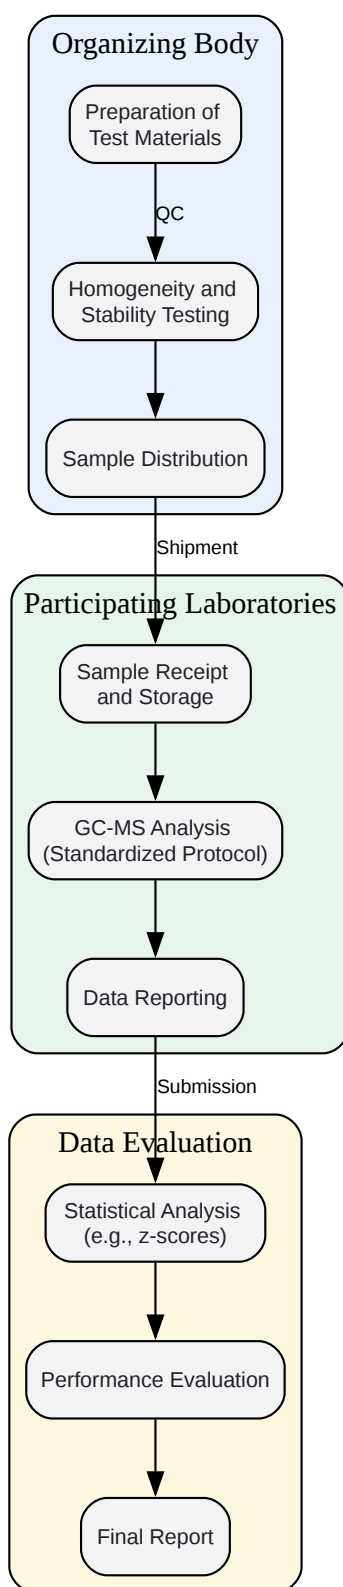 Organizing Body
Preparation of
Test Materials
QC
Homogeneity and
Stability Testing
Sample Distribution
Shipment
Participating Laboratories
Sample Receipt
and Storage
GC-MS Analysis
(Standardized Protocol)
Data Reporting
Submission
Data Evaluation
Statistical Analysis
(e.g., z-scores)
Performance Evaluation
Final Report